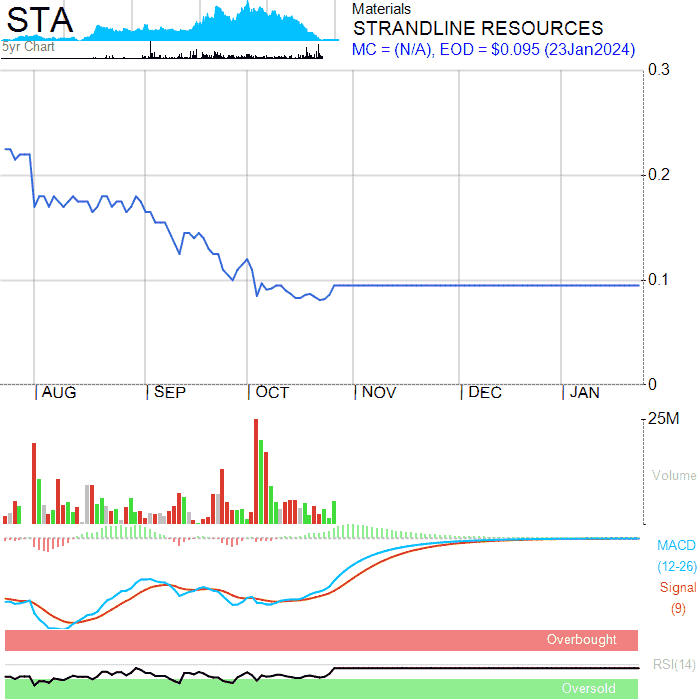 STA
5yr Chart
Materials
STRANDLINE RESOURCES
MC = (N/A), EOD = $0.095 (23Jan2024)
0.3
0.2
0.1
0
AUG
SEP
OCT
NOV
DEC
JAN
25M
Volume
MACD
(12-26)
Signal
(9)
Overbought
RSI(14)
Oversold